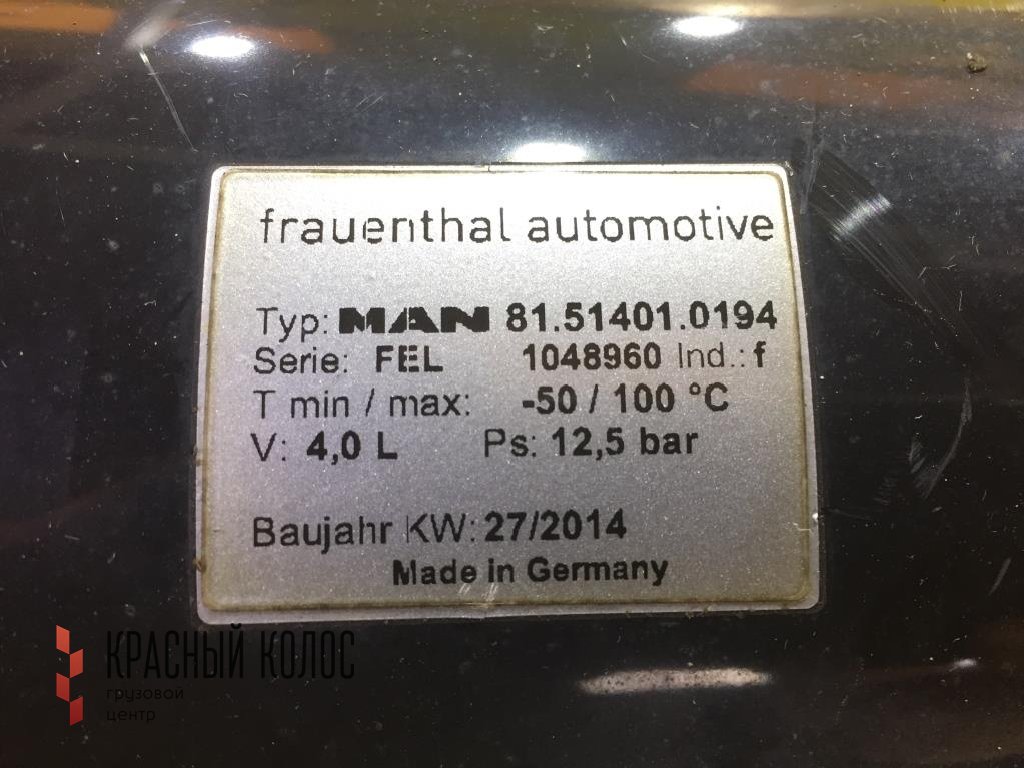 frauenthal automotive
Typ: MAN 81.51401.0194
Serie: FEL 1048960 Ind.: f
T min / max: -50 / 100 °C
V: 4,0 L Ps: 12,5 bar
Baujahr KW: 27/2014
Made in Germany
КРАСНЫЙ КОЛОС
грузовой
центр